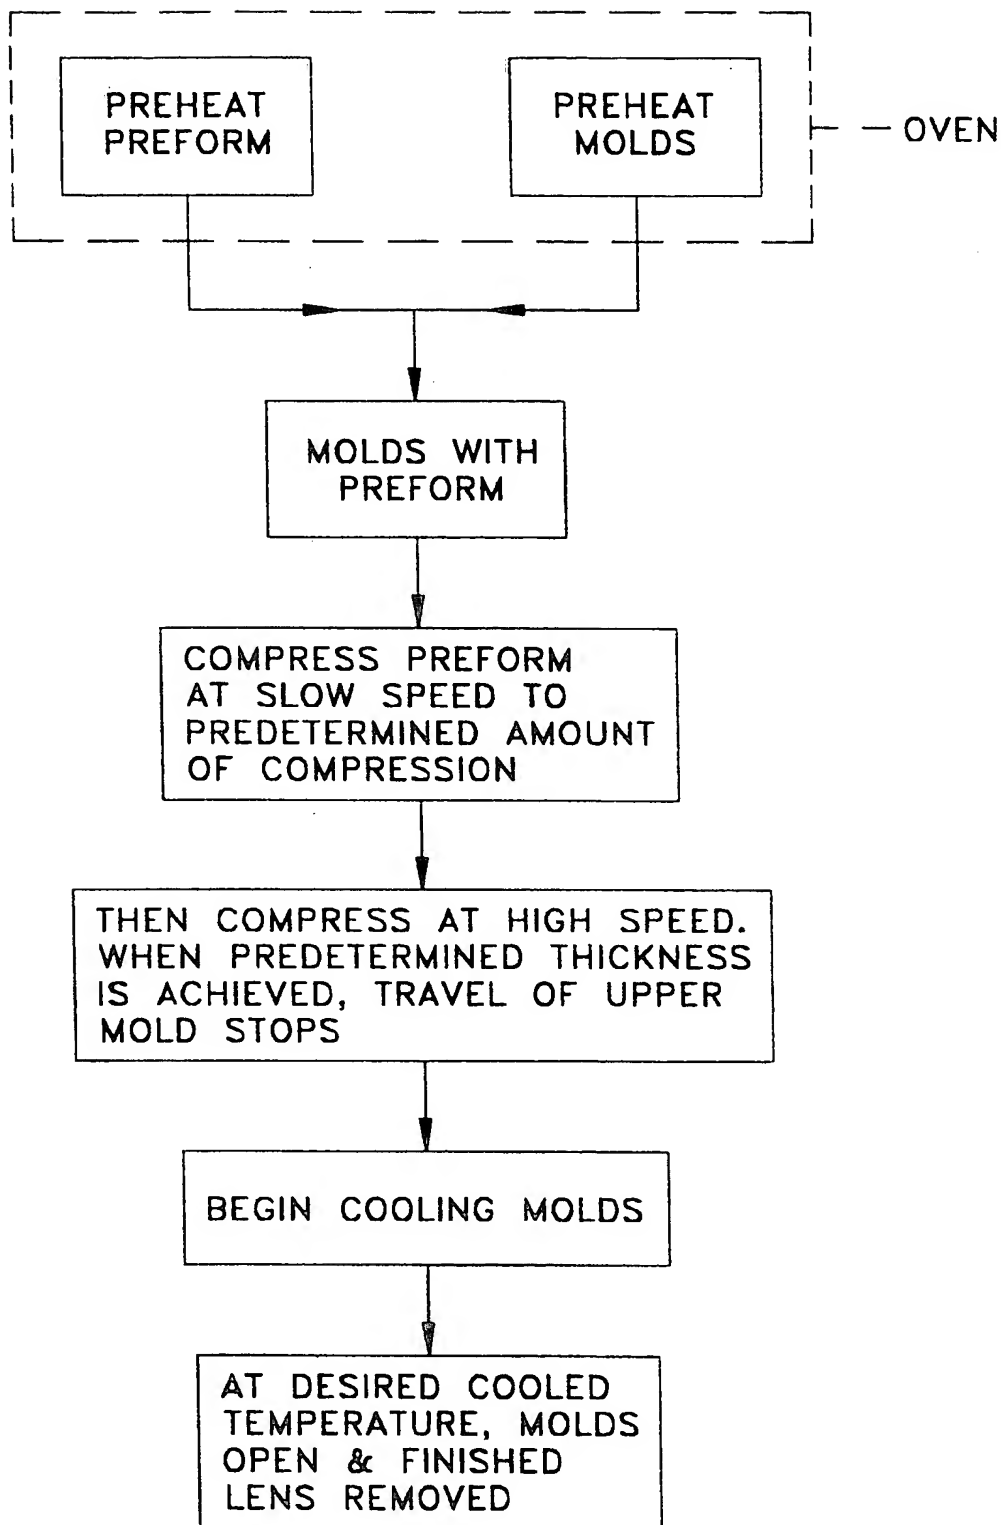 PREHEAT
PREFORM
PREHEAT
MOLDS
OVEN
MOLDS WITH
PREFORM
COMPRESS PREFORM
AT SLOW SPEED TO
PREDETERMINED AMOUNT
OF COMPRESSION
THEN COMPRESS AT HIGH SPEED.
WHEN PREDETERMINED THICKNESS
IS ACHIEVED, TRAVEL OF UPPER
MOLD STOPS
BEGIN COOLING MOLDS
AT DESIRED COOLED
TEMPERATURE, MOLDS
OPEN & FINISHED
LENS REMOVED